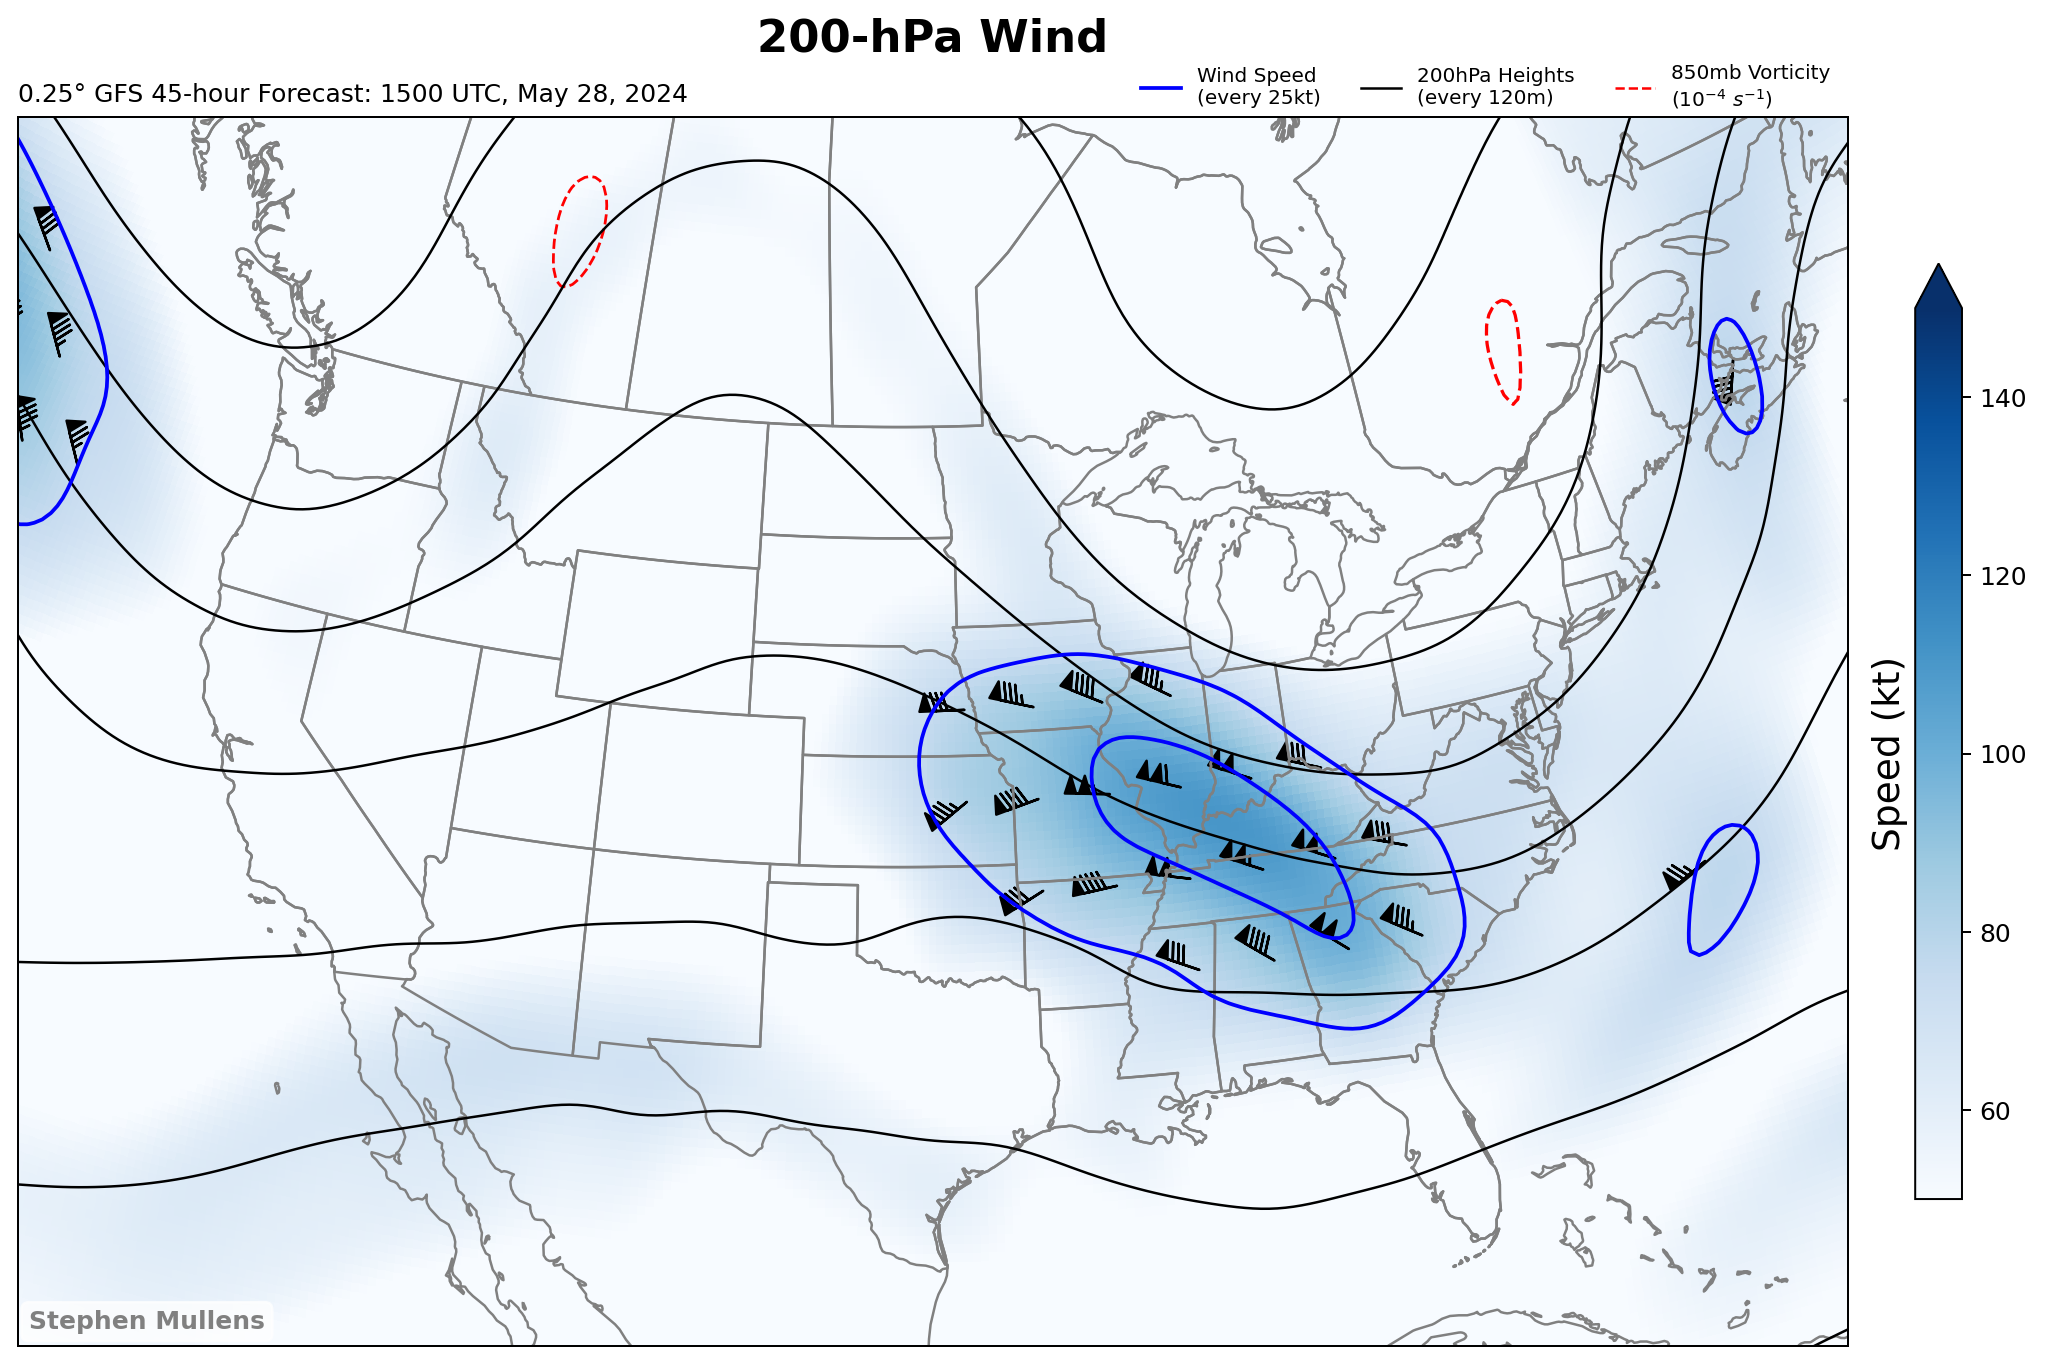 200-hPa Wind
0.25° GFS 45-hour Forecast: 1500 UTC, May 28, 2024
Wind Speed
(every 25kt)
200hPa Heights
(every 120m)
850mb Vorticity
(10⁻⁴ s⁻¹)
140
120
100
80
60
Speed (kt)
Stephen Mullens